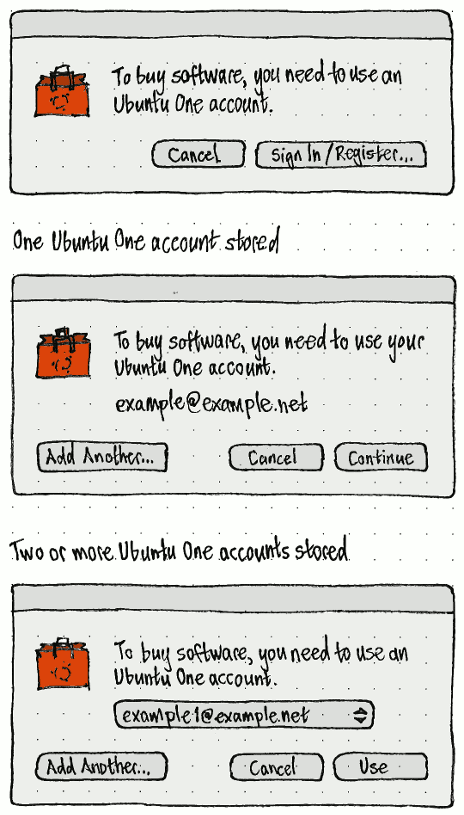 To buy software, you need to use an
Ubuntu One account.
Cancel
Sign In/Register...
One Ubuntu One account stored
To buy software, you need to use your
Ubuntu One account.
example@example.net
Add Another...
Cancel
Continue
Two or more Ubuntu One accounts stored
To buy software, you need to use an
Ubuntu One account.
example1@example.net
Add Another...
Cancel
Use